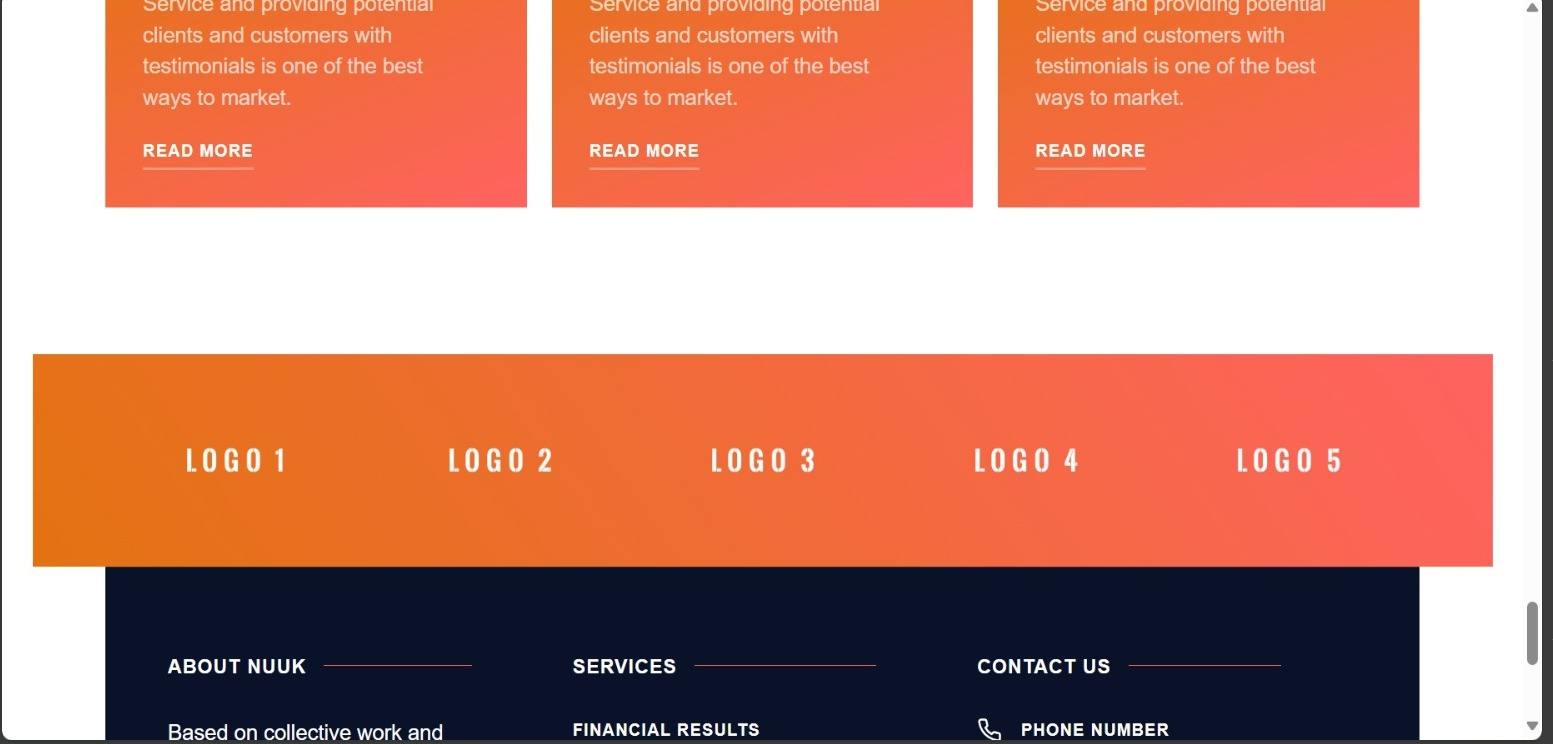 Service and providing potential
clients and customers with
testimonials is one of the best
ways to market.
READ MORE
Service and providing potential
clients and customers with
testimonials is one of the best
ways to market.
READ MORE
Service and providing potential
clients and customers with
testimonials is one of the best
ways to market.
READ MORE
LOGO 1
LOGO 2
LOGO 3
LOGO 4
LOGO 5
ABOUT NUUK
Based on collective work and
SERVICES
FINANCIAL RESULTS
CONTACT US
PHONE NUMBER